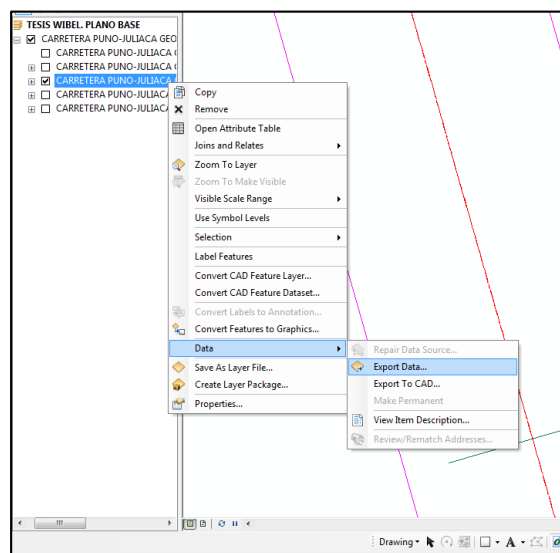 TESIS WIBEL. PLANO BASE
CARRETERA PUNO-JULIACA GEO
CARRETERA PUNO-JULIACA
CARRETERA PUNO-JULIACA
CARRETERA PUNO-JULIACA
CARRETERA PUNO-JULIACA
CARRETERA PUNO-JULIACA
Copy
Remove
Open Attribute Table
Joins and Relates
Zoom To Layer
Zoom To Make Visible
Visible Scale Range
Use Symbol Levels
Selection
Label Features
Convert CAD Feature Layer...
Convert CAD Feature Dataset...
Convert Labels to Annotation...
Convert Features to Graphics...
Data
Save As Layer File...
Create Layer Package...
Properties...
Repair Data Source...
Export Data...
Export To CAD...
Make Permanent
View Item Description...
Review/Rematch Addresses...
Drawing
A